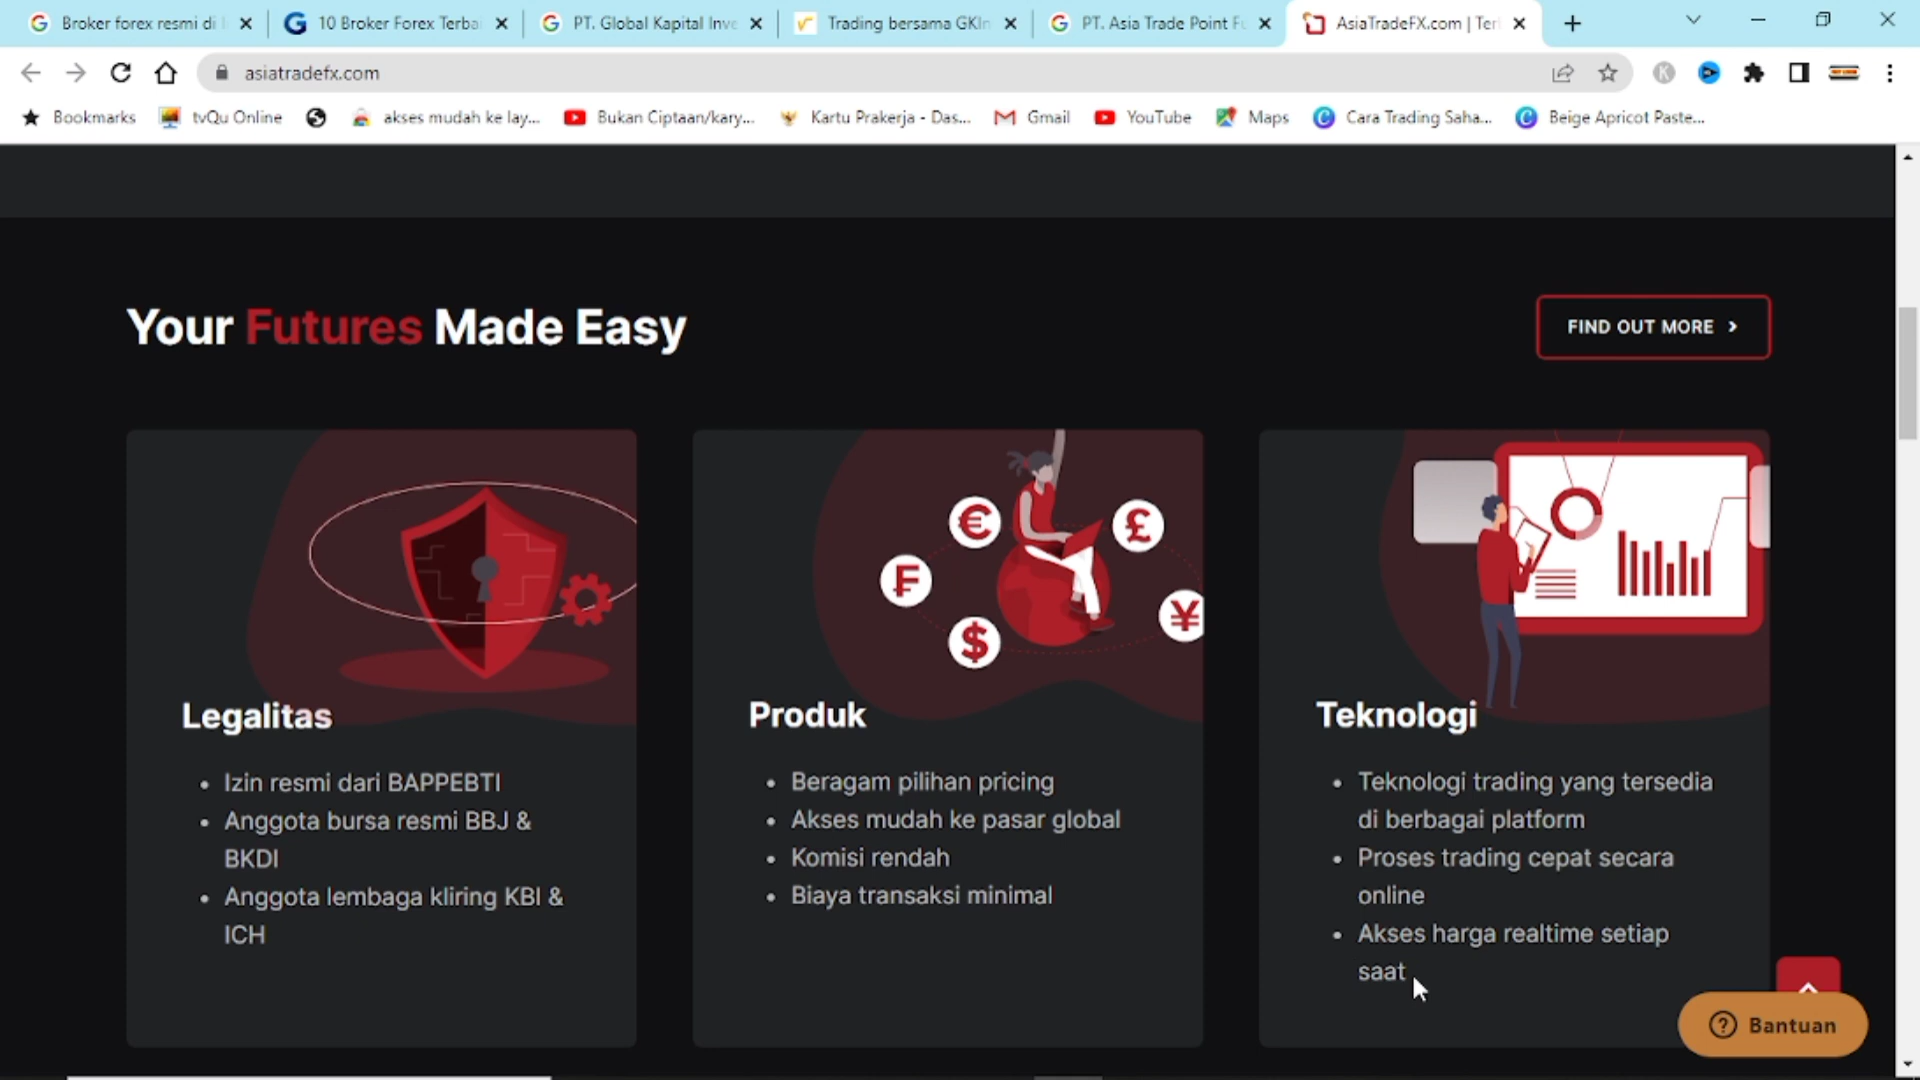 Broker forex resmi di
10 Broker Forex Terba
PT. Global Kapital Inve
Trading bersama GKIn
PT. Asia Trade Point Fu
AsiaTradeFX.com | Ter
asiatradefx.com
Bookmarks
tvQu Online
akses mudah ke lay...
Bukan Ciptaan/kary...
Kartu Prakerja - Das...
Gmail
YouTube
Maps
Cara Trading Saha...
Beige Apricot Paste...
Your Futures Made Easy
FIND OUT MORE >
Legalitas
• Izin resmi dari BAPPEBTI
• Anggota bursa resmi BBJ &
BKDI
• Anggota lembaga kliring KBI &
ICH
€
£
₣
$
¥
Produk
• Beragam pilihan pricing
• Akses mudah ke pasar global
• Komisi rendah
• Biaya transaksi minimal
Teknologi
• Teknologi trading yang tersedia
di berbagai platform
• Proses trading cepat secara
online
• Akses harga realtime setiap
saat
Bantuan